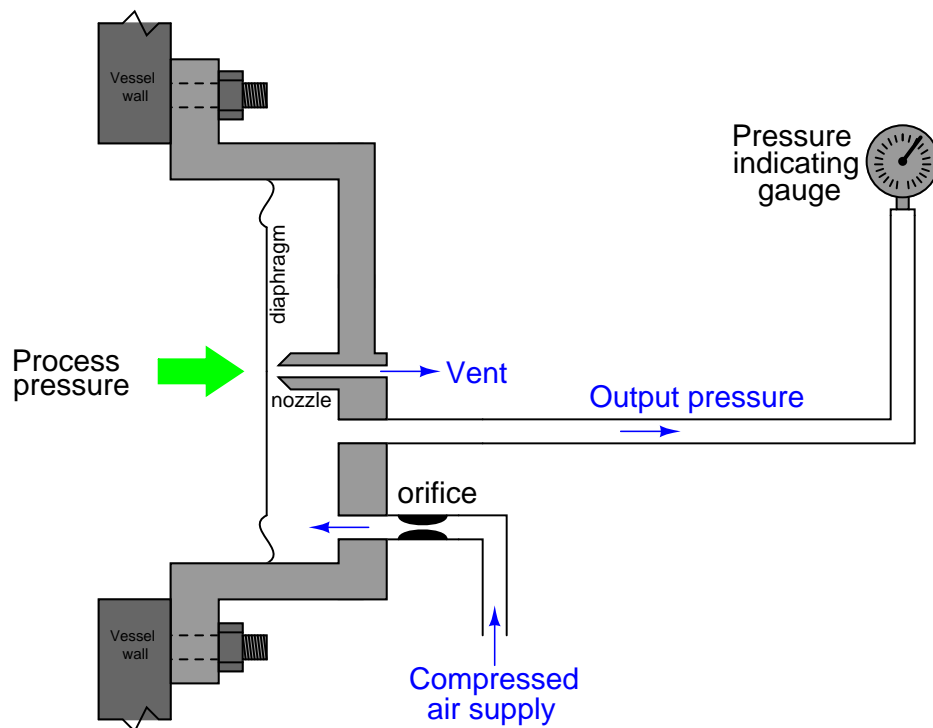 Vessel
wall
Pressure
indicating
gauge
diaphragm
Process
pressure
Vent
nozzle
Output pressure
orifice
Vessel
wall
Compressed
air supply